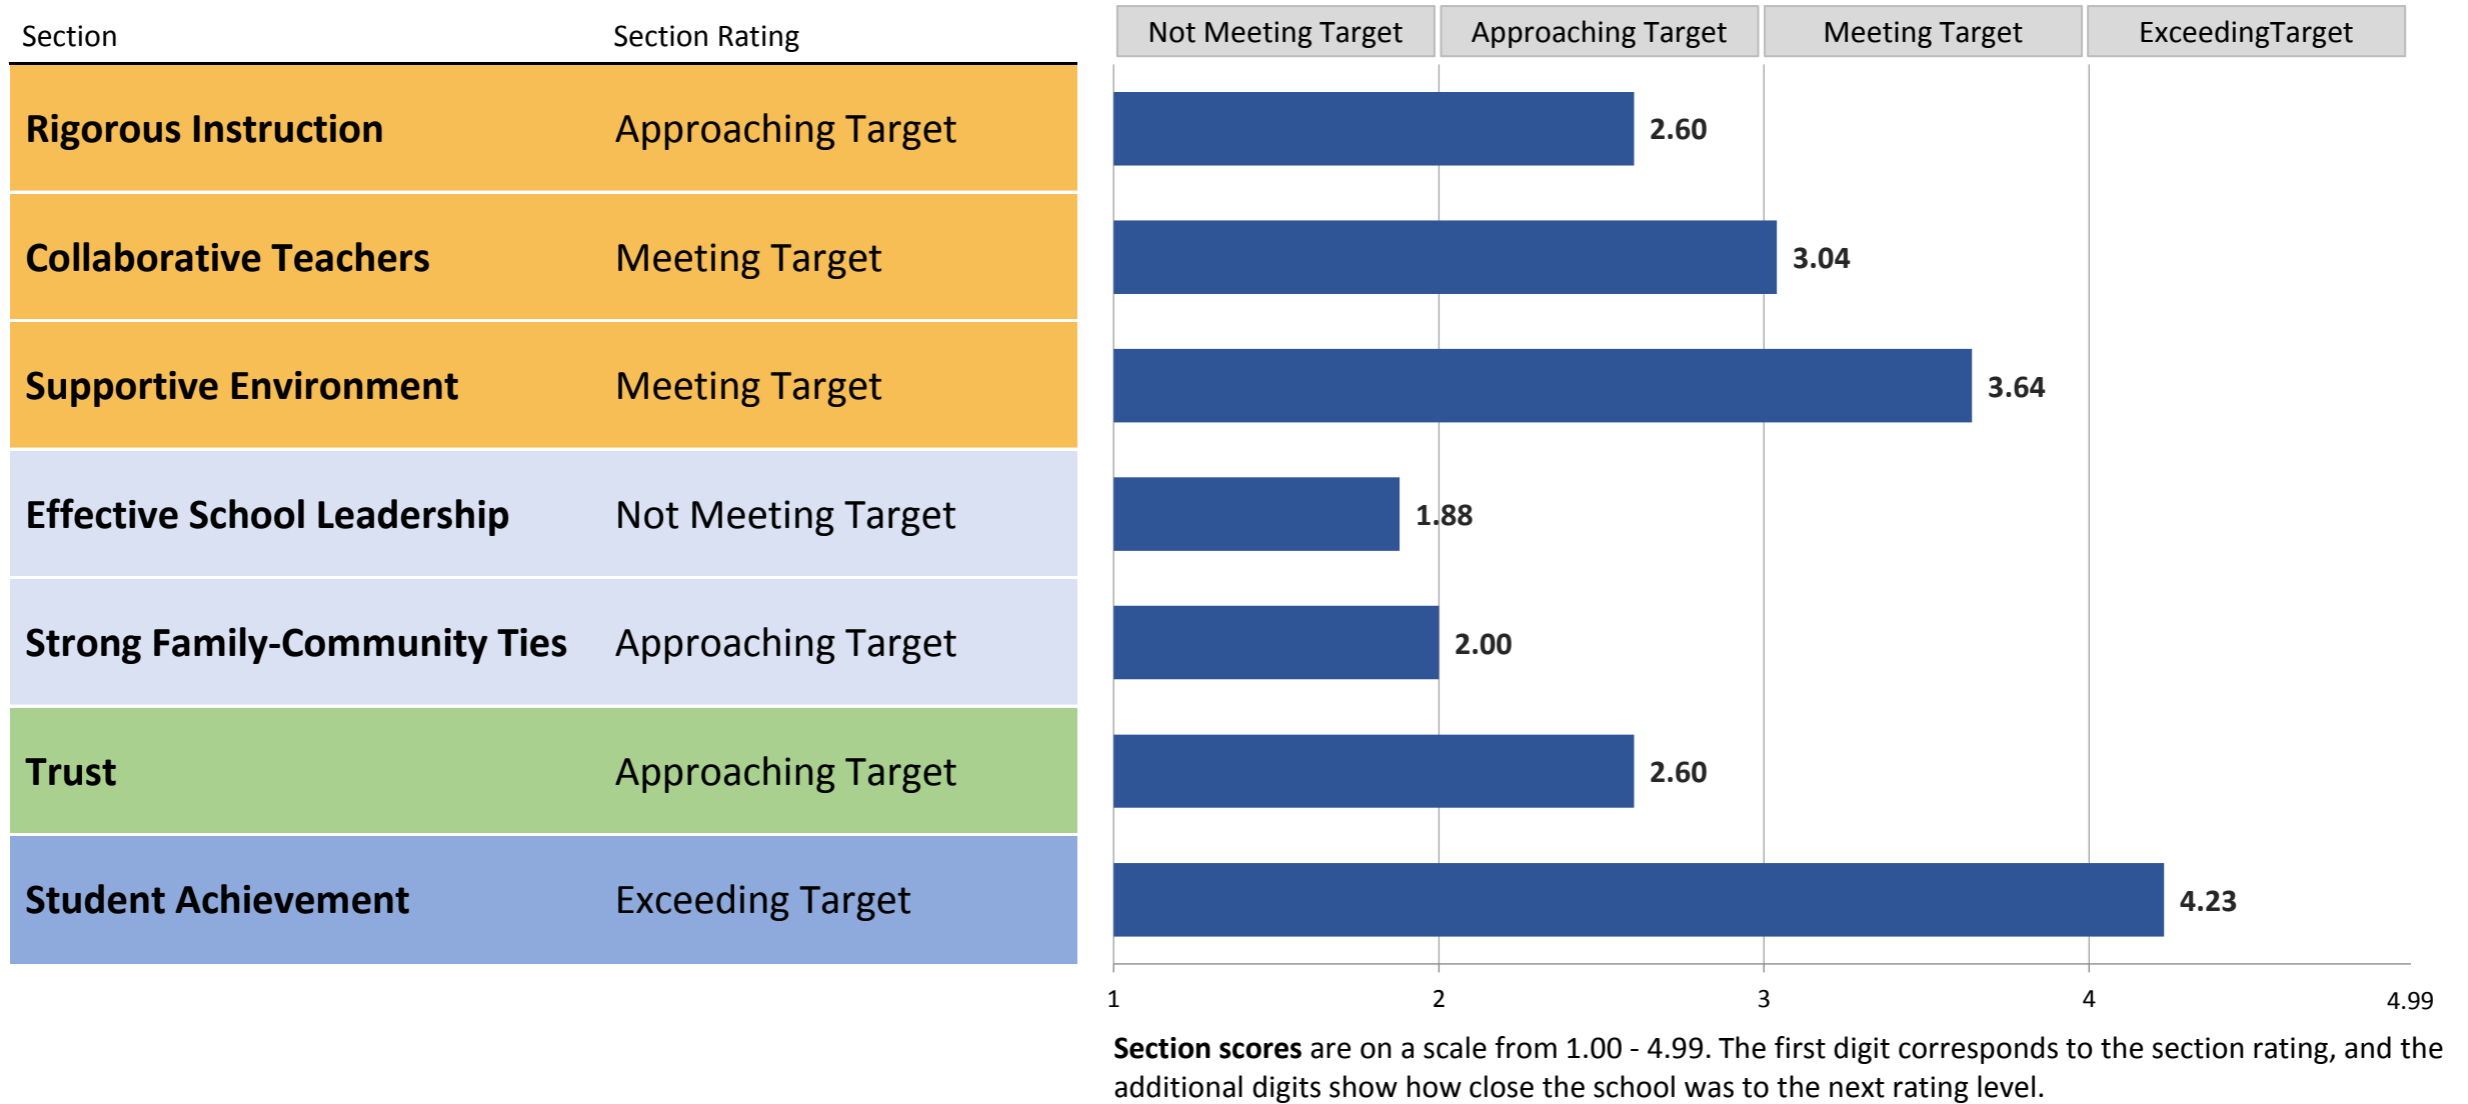 Section Section Rating Not Meeting Target Approaching Target Meeting Target ExceedingTarget
Rigorous Instruction Approaching Target 2.60
Collaborative Teachers Meeting Target 3.04
Supportive Environment Meeting Target 3.64
Effective School Leadership Not Meeting Target 1.88
Strong Family-Community Ties Approaching Target 2.00
Trust Approaching Target 2.60
Student Achievement Exceeding Target 4.23
1 2 3 4 4.99
Section scores are on a scale from 1.00 - 4.99. The first digit corresponds to the section rating, and the
additional digits show how close the school was to the next rating level.